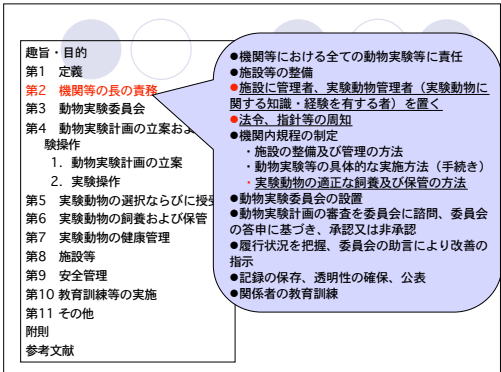 趣旨・目的
第1 定義
第2 機関等の長の責務
第3 動物実験委員会
第4 動物実験計画の立案およ
験操作
1．動物実験計画の立案
2．実験操作
第5 実験動物の選択ならびに授受
第6 実験動物の飼養および保管
第7 実験動物の健康管理
第8 施設等
第9 安全管理
第10 教育訓練等の実施
第11 その他
附則
参考文献
●機関等における全ての動物実験等に責任
●施設等の整備
●施設に管理者、実験動物管理者（実験動物に
関する知識・経験を有する者）を置く
●法令、指針等の周知
●機関内規程の制定
・施設の整備及び管理の方法
・動物実験等の具体的な実施方法（手続き）
・実験動物の適正な飼養及び保管の方法
●動物実験委員会の設置
●動物実験計画の審査を委員会に諮問、委員会
の答申に基づき、承認又は非承認
●履行状況を把握、委員会の助言により改善の
指示
●記録の保存、透明性の確保、公表
●関係者の教育訓練